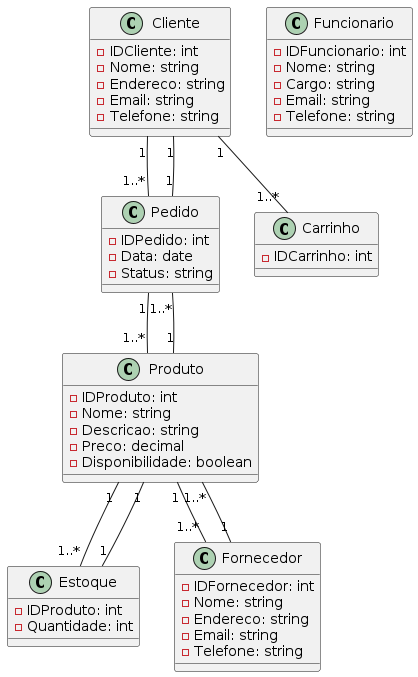 C Cliente
IDCliente: int
Nome: string
Endereco: string
Email: string
Telefone: string
C Funcionario
IDFuncionario: int
Nome: string
Cargo: string
Email: string
Telefone: string
1 1 1
1..* 1 1..*
C Pedido
IDPedido: int
Data: date
Status: string
C Carrinho
IDCarrinho: int
1 1..*
1..* 1
C Produto
IDProduto: int
Nome: string
Descricao: string
Preco: decimal
Disponibilidade: boolean
1 1 1 1..*
1..* 1 1..* 1
C Estoque
IDProduto: int
Quantidade: int
C Fornecedor
IDFornecedor: int
Nome: string
Endereco: string
Email: string
Telefone: string